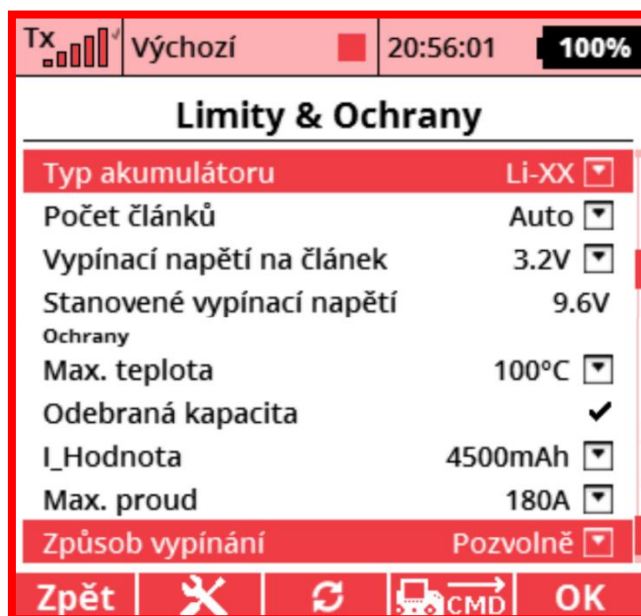 Tx Výchozí 20:56:01 100%
Limity & Ochrany
Typ akumulátoru Li-XX
Počet článků Auto
Vypínací napětí na článek 3.2V
Stanovené vypínací napětí 9.6V
Ochrany
Max. teplota 100°C
Odebraná kapacita
I_Hodnota 4500mAh
Max. proud 180A
Způsob vypínání Pozvolně
Zpět CMD OK